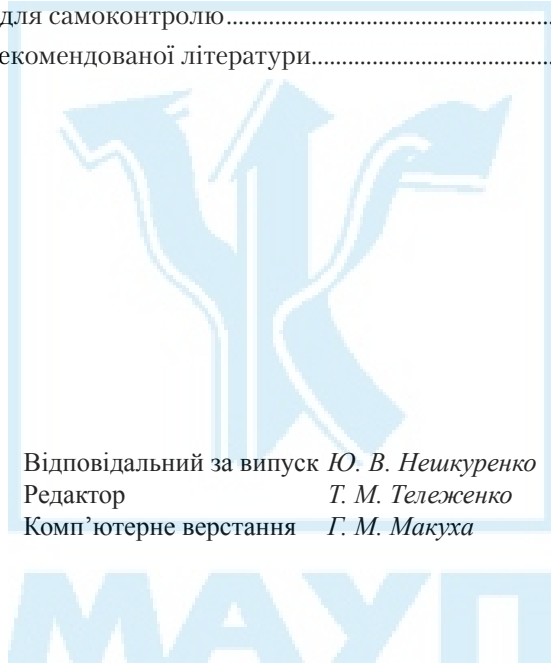 для самоконтролю..........................................................
екомендованої літератури..........................................
Відповідальний за випуск Ю. В. Нешкуренко
Редактор Т. М. Тележенко
Комп’ютерне верстання Г. М. Макуха
МАУП